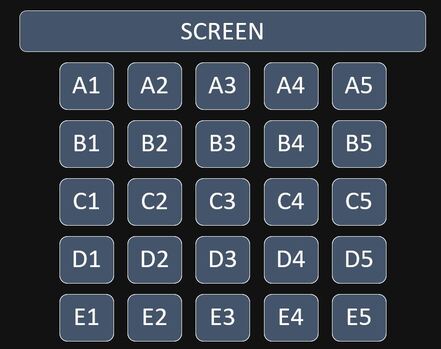 SCREEN
A1 A2 A3 A4 A5
B1 B2 B3 B4 B5
C1 C2 C3 C4 C5
D1 D2 D3 D4 D5
E1 E2 E3 E4 E5